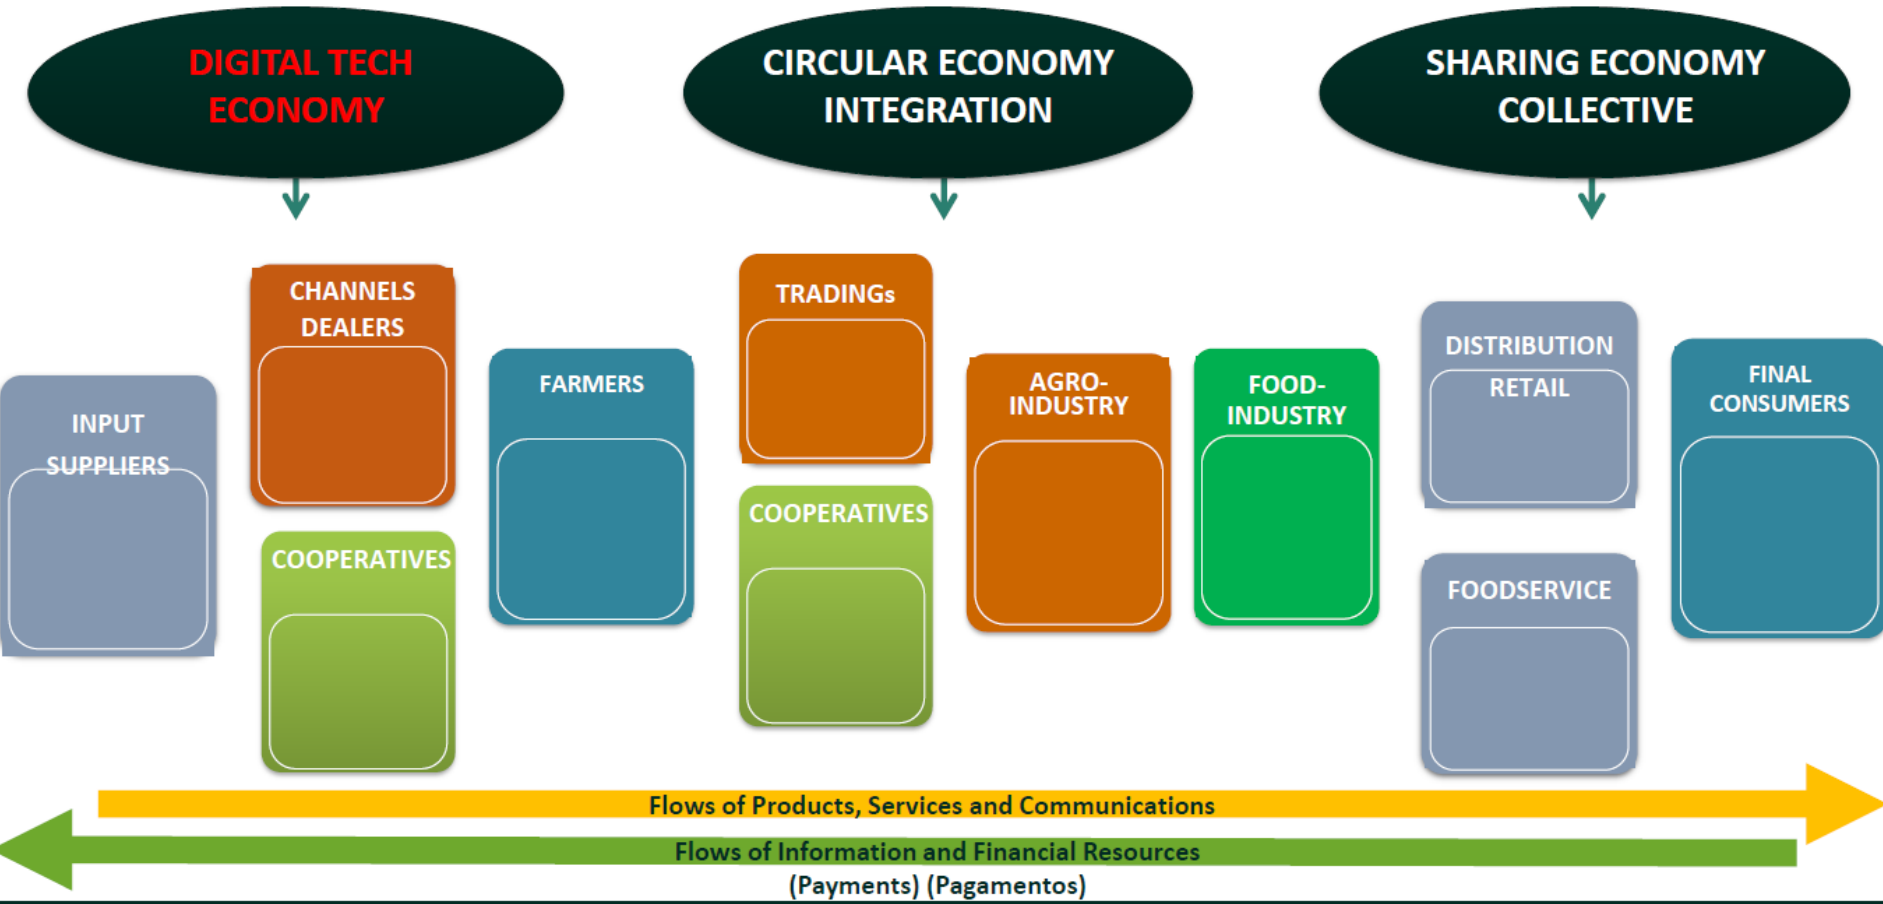 DIGITAL TECH
ECONOMY
CIRCULAR ECONOMY
INTEGRATION
SHARING ECONOMY
COLLECTIVE
INPUT
SUPPLIERS
CHANNELS
DEALERS
COOPERATIVES
FARMERS
TRADINGs
COOPERATIVES
AGRO-
INDUSTRY
FOOD-
INDUSTRY
DISTRIBUTION
RETAIL
FOODSERVICE
FINAL
CONSUMERS
Flows of Products, Services and Communications
Flows of Information and Financial Resources
(Payments) (Pagamentos)